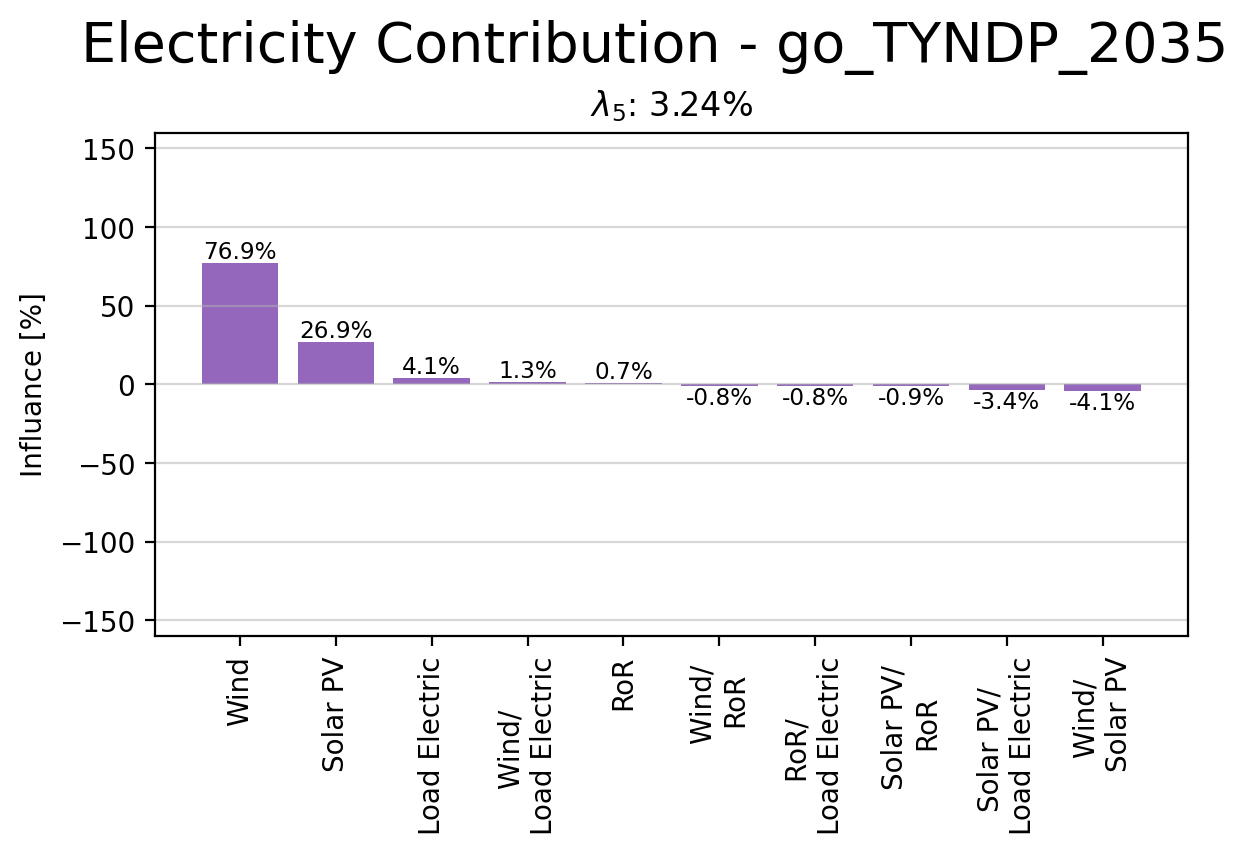 Electricity Contribution - go_TYNDP_2035
λ5: 3.24%
Influance [%]
150
100
50
0
−50
−100
−150
76.9%
26.9%
4.1%
1.3%
0.7%
-0.8%
-0.8%
-0.9%
-3.4%
-4.1%
Wind
Solar PV
Load Electric
Wind/
Load Electric
RoR
Wind/
RoR
RoR/
Load Electric
Solar PV/
RoR
Solar PV/
Load Electric
Wind/
Solar PV